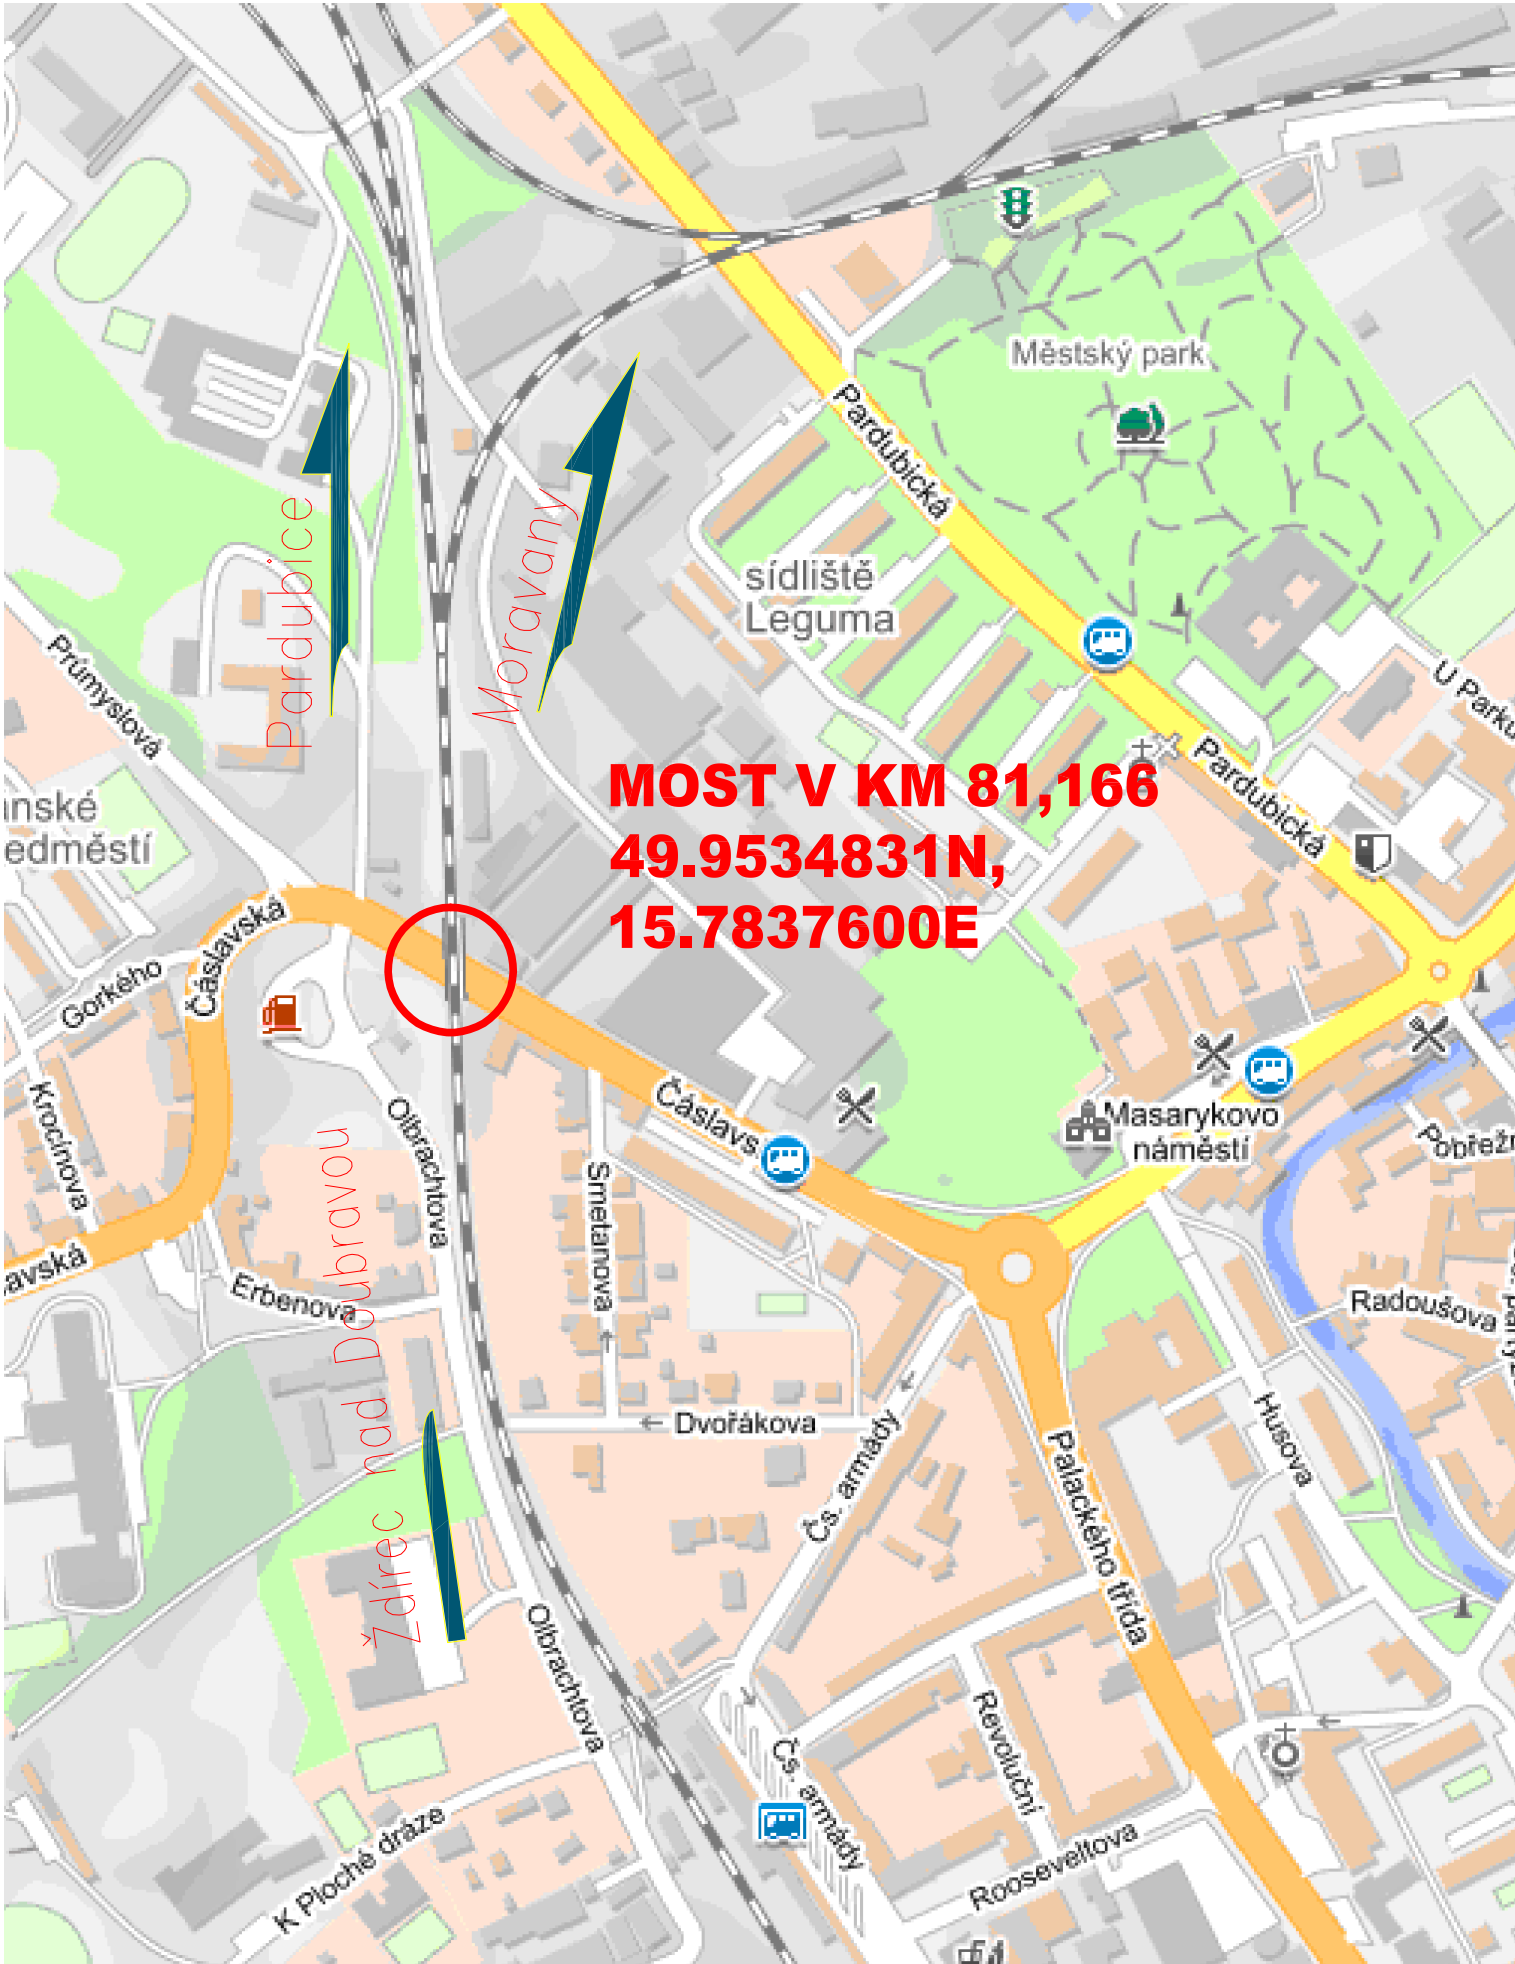 Městský park
Pardubická
sídliště
Leguma
Pardubice
Moravany
Průmyslová
U Parku
Pardubická
MOST V KM 81,166
49.9534831N,
15.7837600E
ánské
edměstí
Čáslavská
Gorkého
Krocínova
Olbrachtova
Čáslavs
Smetanova
Masarykovo
náměstí
Pobřežn
avská
Erbenova
Radoušova
Ždírec nad Doubravou
Dvořákova
Husova
Čs. armády
Palackého třída
Olbrachtova
Revoluční
Čs. armády
K Ploché dráze
Rooseveltova